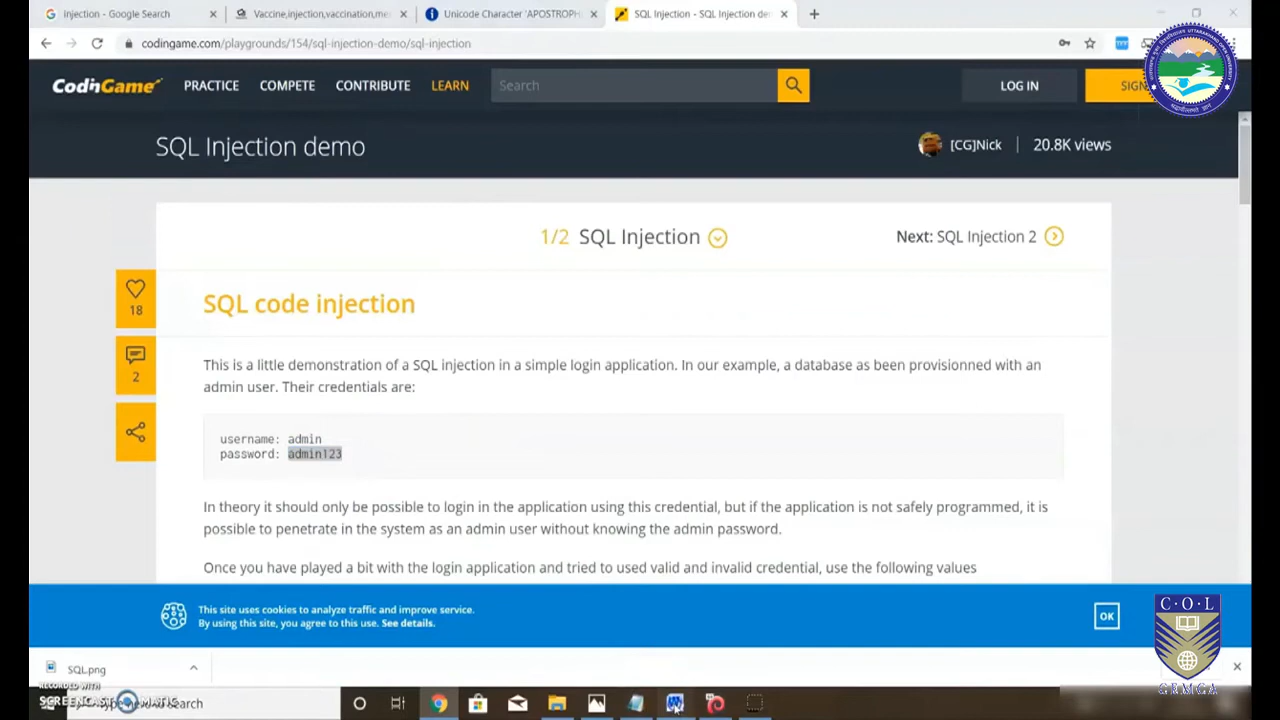 injection - Google Search
Vaccine,injection,vaccination,me
Unicode Character 'APOSTROPH
SQL Injection - SQL Injection de
codingame.com/playgrounds/154/sql-injection-demo/sql-injection
CODINGAME PRACTICE COMPETE CONTRIBUTE LEARN Search LOG IN SIGN
SQL Injection demo
[CG]Nick 20.8K views
1/2 SQL Injection
Next: SQL Injection 2
18
SQL code injection
2
This is a little demonstration of a SQL injection in a simple login application. In our example, a database as been provisionned with an
admin user. Their credentials are:
username: admin
password: admin123
In theory it should only be possible to login in the application using this credential, but if the application is not safely programmed, it is
possible to penetrate in the system as an admin user without knowing the admin password.
Once you have played a bit with the login application and tried to used valid and invalid credential, use the following values
This site uses cookies to analyze traffic and improve service.
By using this site, you agree to this use. See details.
OK
C·O·L
SQL.png
RECORDED WITH
SCREENCAST MATIC
search